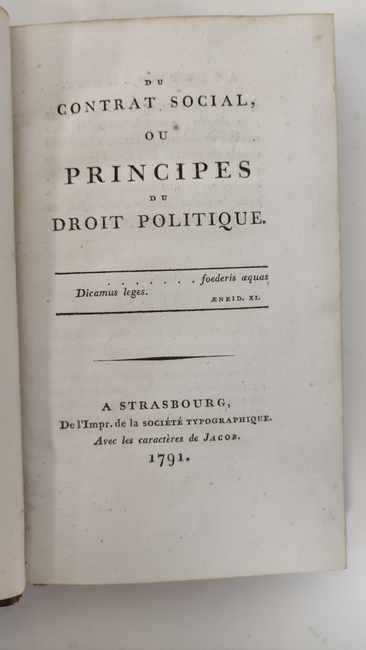 DU
CONTRAT SOCIAL,
OU
PRINCIPES
DU
DROIT POLITIQUE.
. . . . . . . foederis æquas
Dicamus leges. ÆNEID. XI.
A STRASBOURG,
De l'Impr. de la SOCIÉTÉ TYPOGRAPHIQUE.
Avec les caractères de JACOB.
1791.